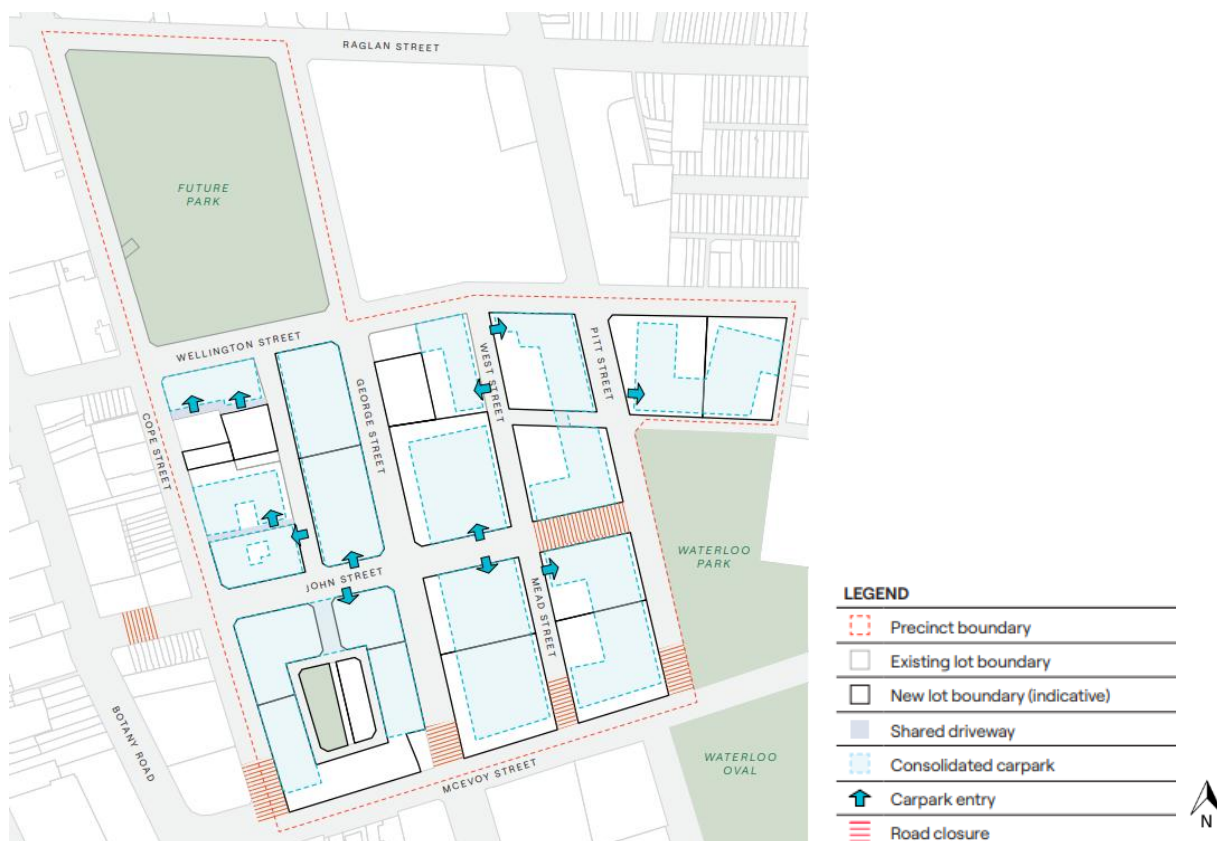 RAGLAN STREET
FUTURE
PARK
WELLINGTON STREET
PITT STREET
WEST STREET
GEORGE STREET
COPE STREET
WATERLOO
PARK
JOHN STREET
MEAD STREET
BOTANY ROAD
WATERLOO
OVAL
MCEVOY STREET
LEGEND
Precinct boundary
Existing lot boundary
New lot boundary (indicative)
Shared driveway
Consolidated carpark
Carpark entry
Road closure
N